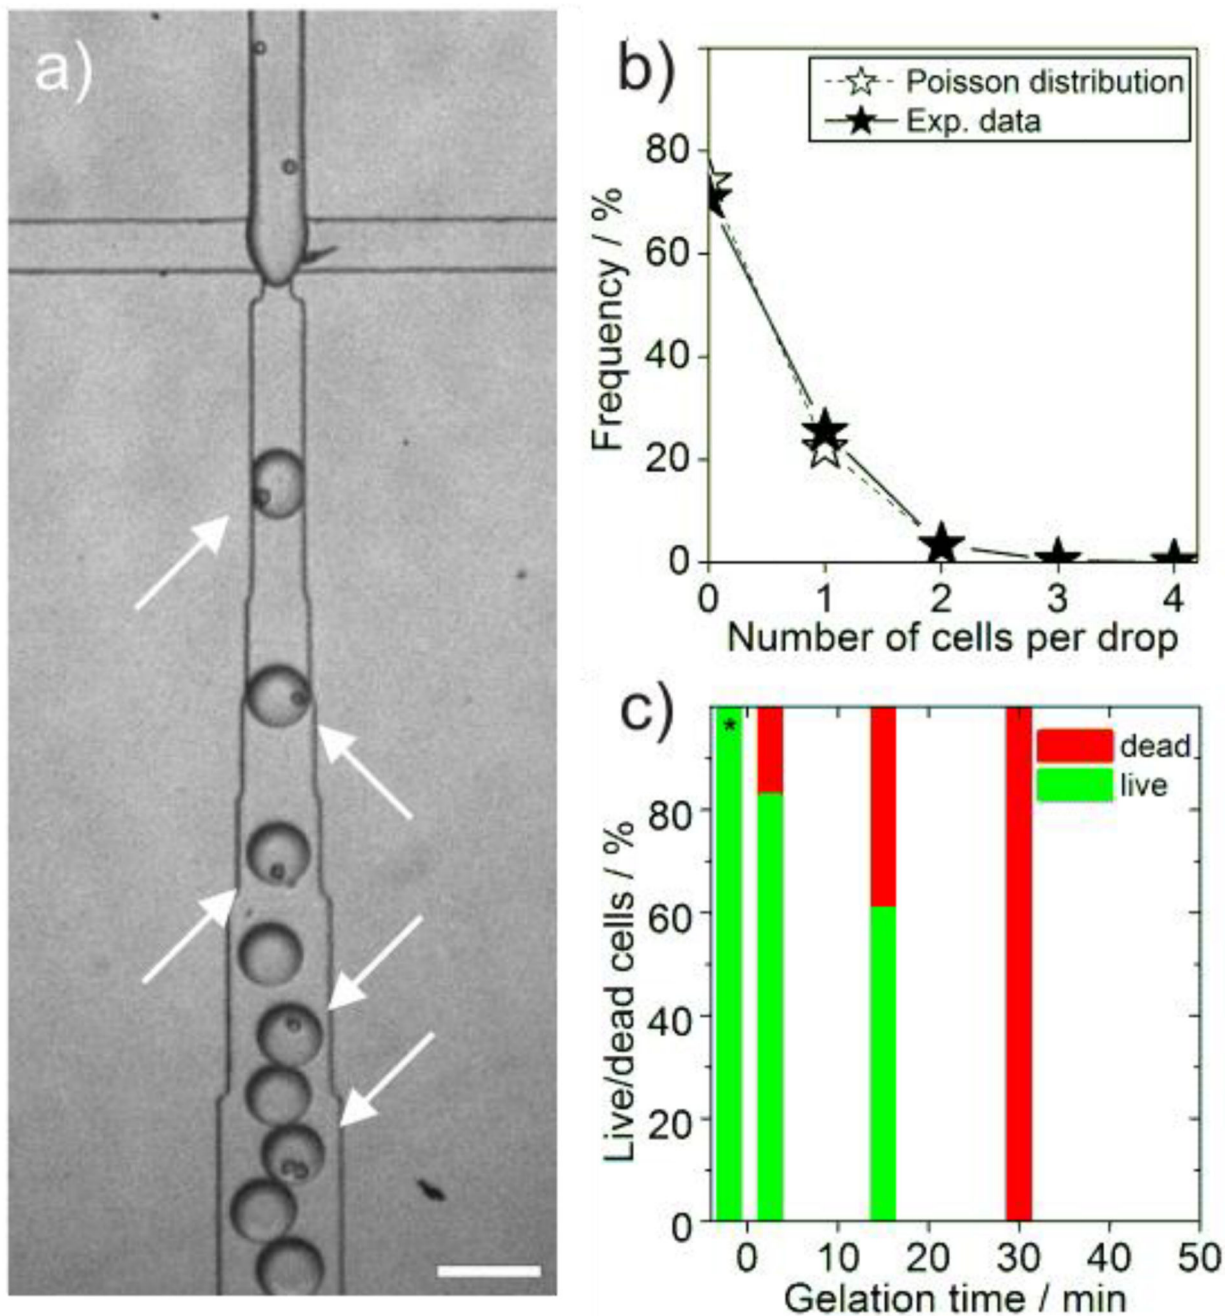 a)
b)
Poisson distribution
Exp. data
80
60
40
20
0
Frequency / %
0 1 2 3 4
Number of cells per drop
c)
*
dead
live
80
60
40
20
0
Live/dead cells / %
0 10 20 30 40 50
Gelation time / min